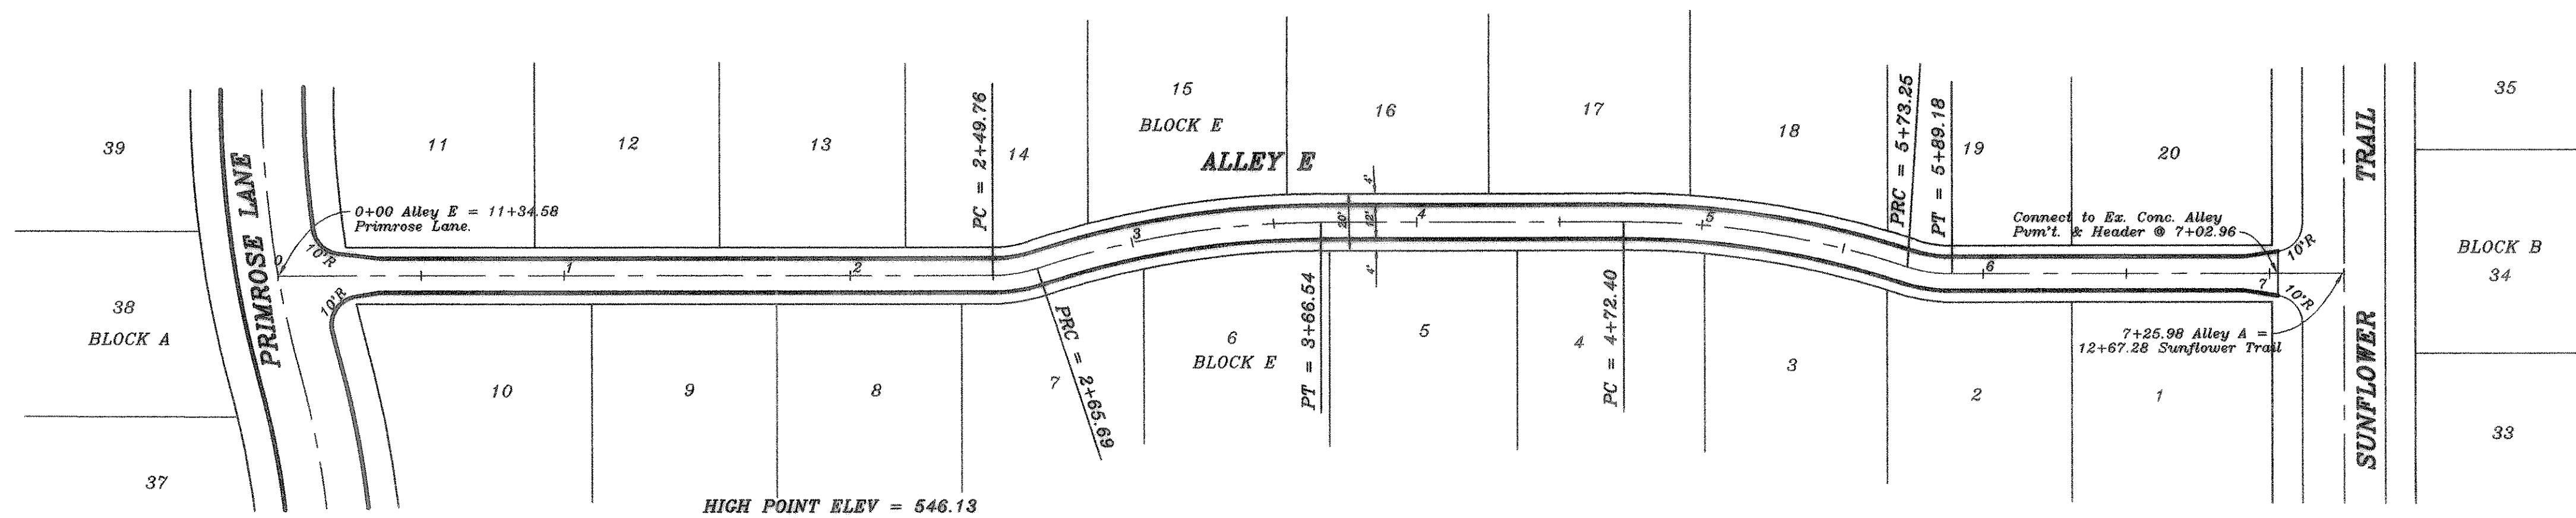 39
38
BLOCK A
37
PRIMROSE LANE
0+00 Alley E = 11+34.58
Primrose Lane.
10'R
10'R
0
1
2
3
4
5
6
7
11
12
13
14
15
BLOCK E
16
17
18
19
20
ALLEY E
PC = 2+49.76
PRC = 2+65.69
PT = 3+66.54
PC = 4+72.40
PRC = 5+73.25
PT = 5+89.18
4'
20'
12'
4'
10
9
8
7
6
BLOCK E
5
4
3
2
1
Connect to Ex. Conc. Alley
Pvm't. & Header @ 7+02.96
10'R
10'R
7+25.98 Alley A =
12+67.28 Sunflower Trail
SUNFLOWER TRAIL
35
BLOCK B
34
33
HIGH POINT ELEV = 546.13